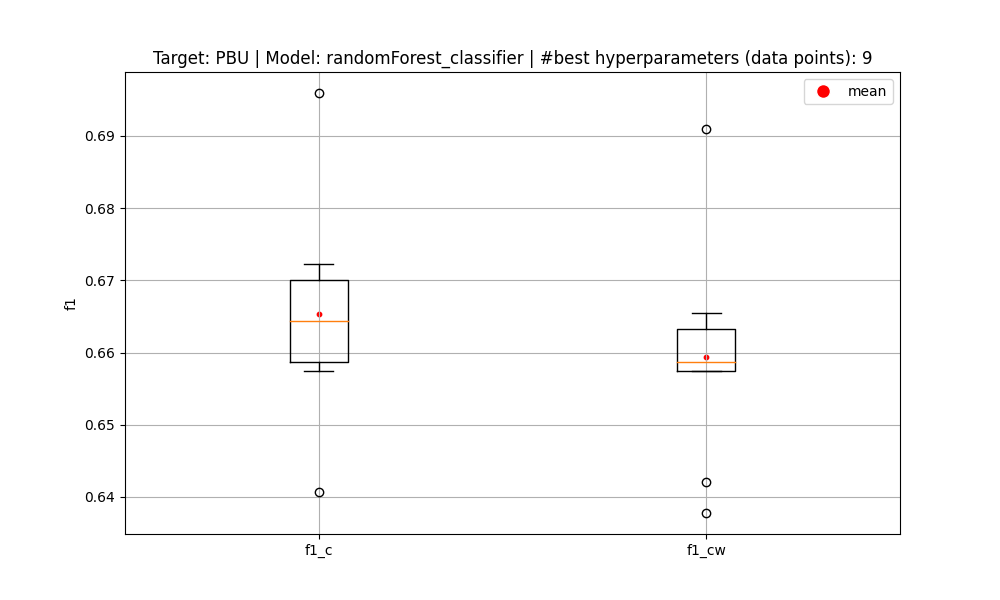 Target: PBU | Model: randomForest_classifier | #best hyperparameters (data points): 9
mean
0.69
0.68
0.67
0.66
0.65
0.64
f1
f1_c
f1_cw